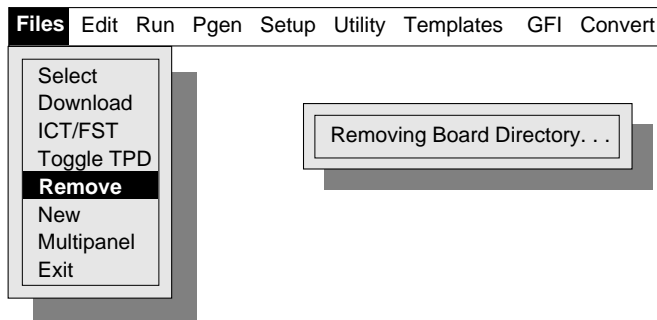 Files Edit Run Pgen Setup Utility Templates GFI Convert
Select
Download
ICT/FST
Toggle TPD
Remove
New
Multipanel
Exit
Removing Board Directory. . .